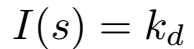 I(s) = k_d